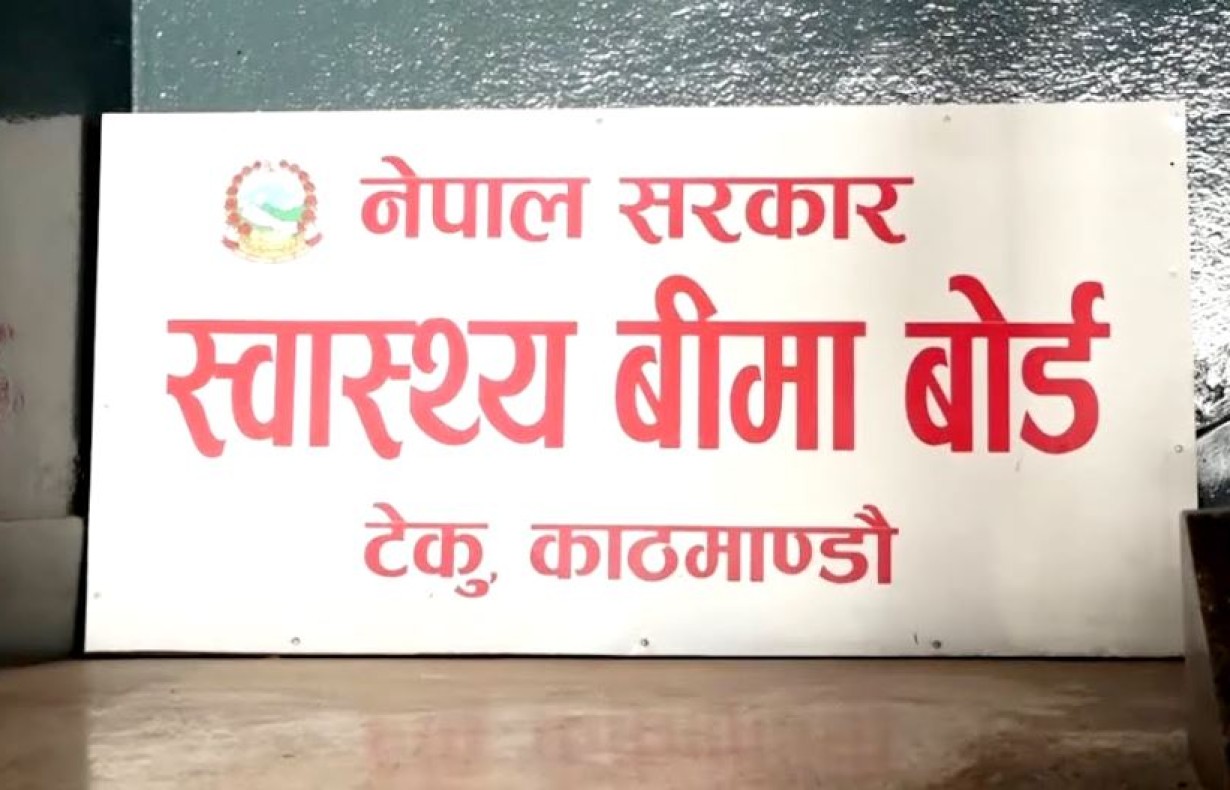 नेपाल सरकार
स्वास्थ्य बीमा बोर्ड
टेकु, काठमाण्डौ